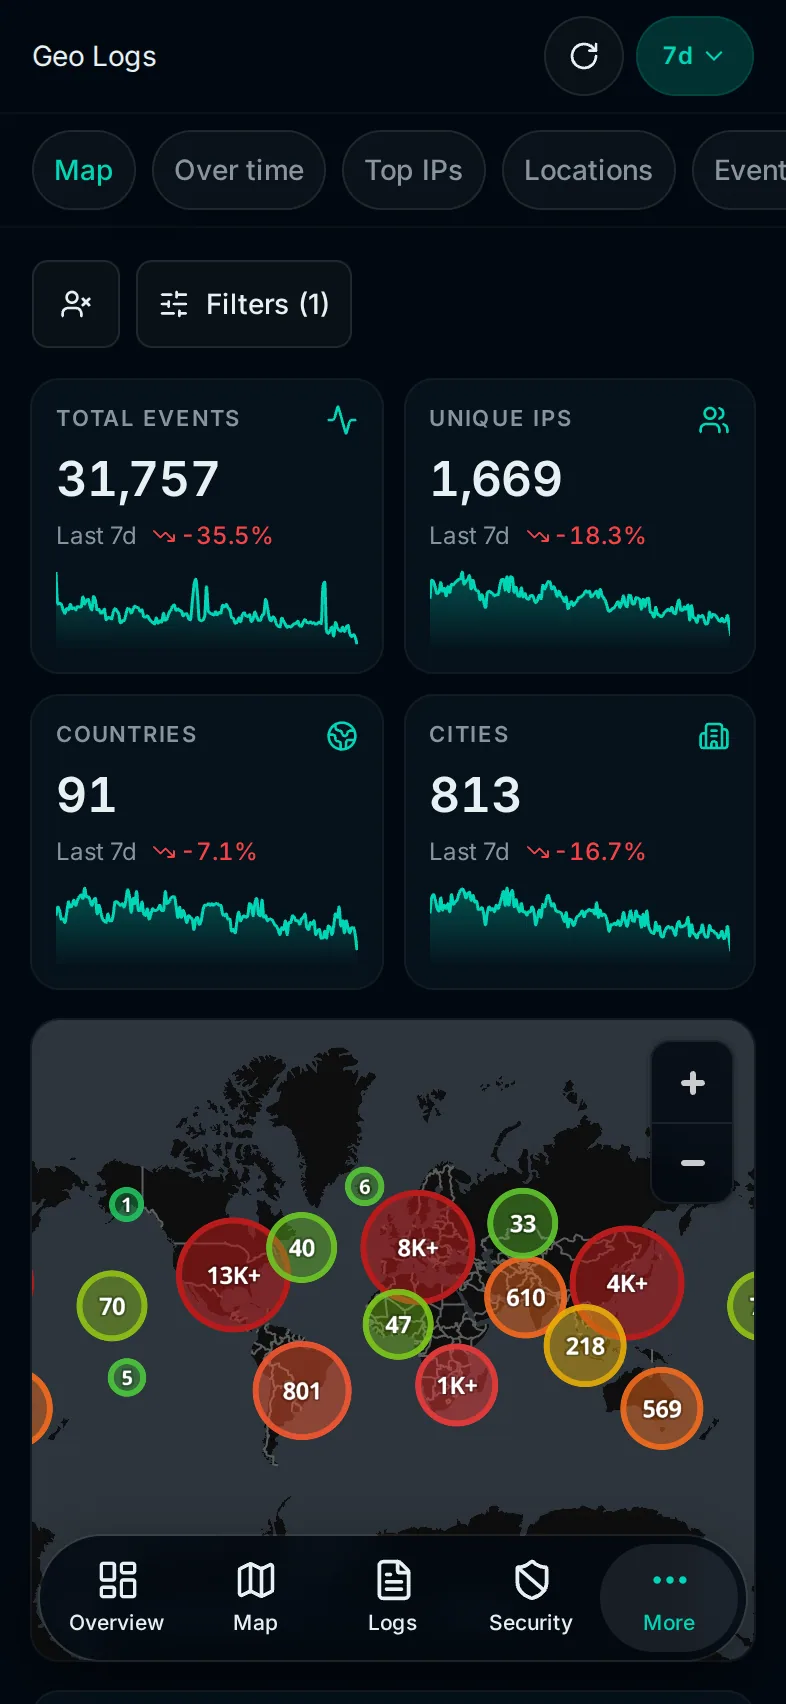 Geo Logs
7d
Map
Over time
Top IPs
Locations
Event
Filters (1)
TOTAL EVENTS
31,757
Last 7d -35.5%
UNIQUE IPS
1,669
Last 7d -18.3%
COUNTRIES
91
Last 7d -7.1%
CITIES
813
Last 7d -16.7%
+
−
6
1
33
13K+
40
8K+
4K+
70
610
47
218
5
801
1K+
569
Overview
Map
Logs
Security
More